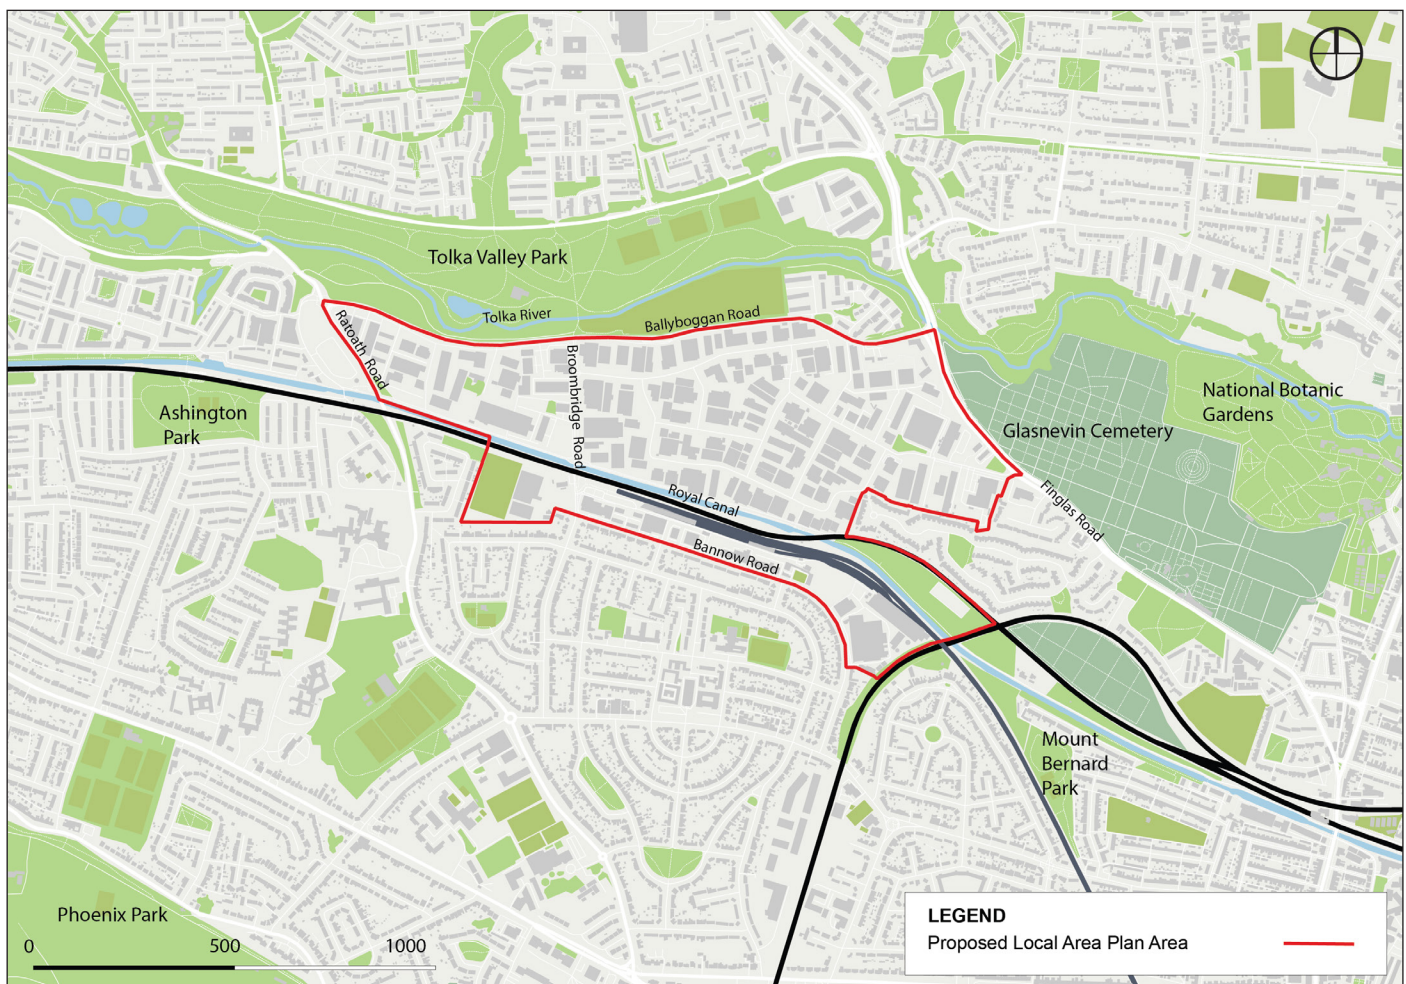 Tolka Valley Park
Tolka River
Ballyboggan Road
Ratoath Road
Broombridge Road
Ashington
Park
National Botanic
Gardens
Glasnevin Cemetery
Finglas Road
Royal Canal
Bannow Road
Mount
Bernard
Park
Phoenix Park
0 500 1000
LEGEND
Proposed Local Area Plan Area